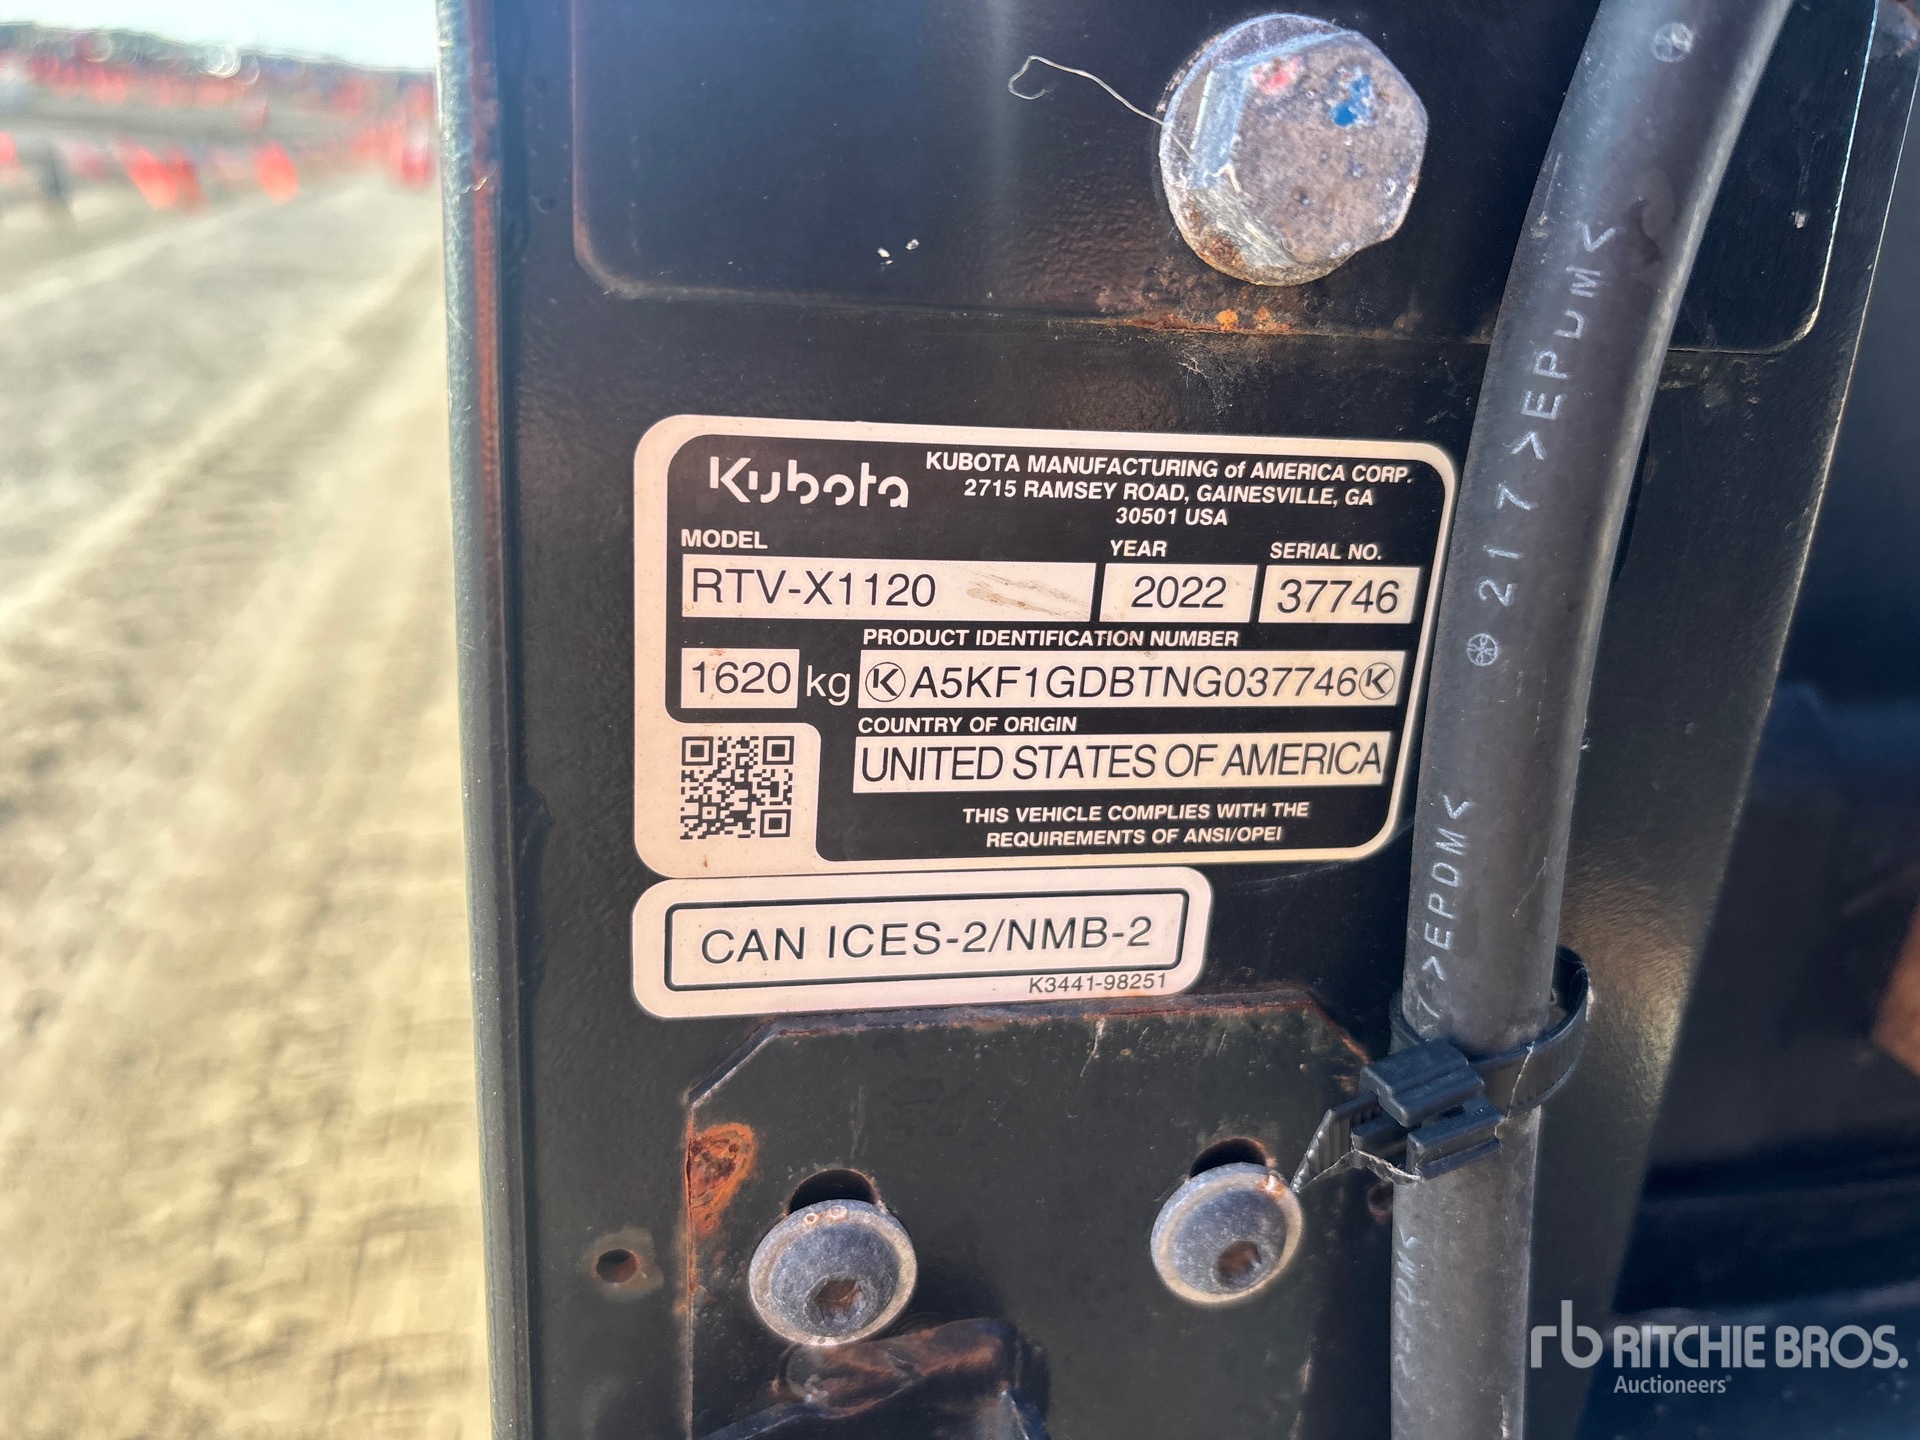 Kubota
KUBOTA MANUFACTURING of AMERICA CORP.
2715 RAMSEY ROAD, GAINESVILLE, GA
30501 USA
MODEL
YEAR
SERIAL NO.
RTV-X1120
2022
37746
PRODUCT IDENTIFICATION NUMBER
1620 kg
A5KF1GDBTNG037746
COUNTRY OF ORIGIN
UNITED STATES OF AMERICA
THIS VEHICLE COMPLIES WITH THE
REQUIREMENTS OF ANSI/OPEI
CAN ICES-2/NMB-2
K3441-98251
217 >EPDM<
>EPDM<
rb RITCHIE BROS.
Auctioneers